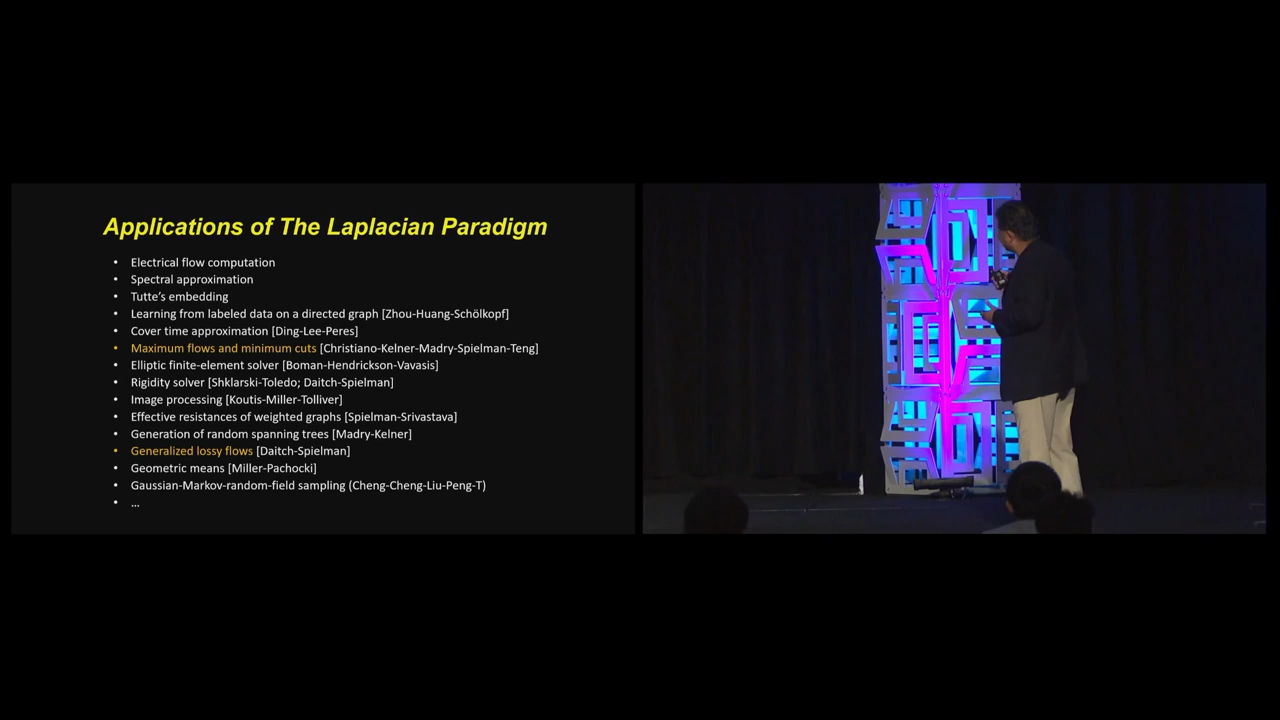 Applications of The Laplacian Paradigm
• Electrical flow computation
• Spectral approximation
• Tutte’s embedding
• Learning from labeled data on a directed graph [Zhou-Huang-Schölkopf]
• Cover time approximation [Ding-Lee-Peres]
• Maximum flows and minimum cuts [Christiano-Kelner-Madry-Spielman-Teng]
• Elliptic finite-element solver [Boman-Hendrickson-Vavasis]
• Rigidity solver [Shklarski-Toledo; Daitch-Spielman]
• Image processing [Koutis-Miller-Tolliver]
• Effective resistances of weighted graphs [Spielman-Srivastava]
• Generation of random spanning trees [Madry-Kelner]
• Generalized lossy flows [Daitch-Spielman]
• Geometric means [Miller-Pachocki]
• Gaussian-Markov-random-field sampling (Cheng-Cheng-Liu-Peng-T)
• …